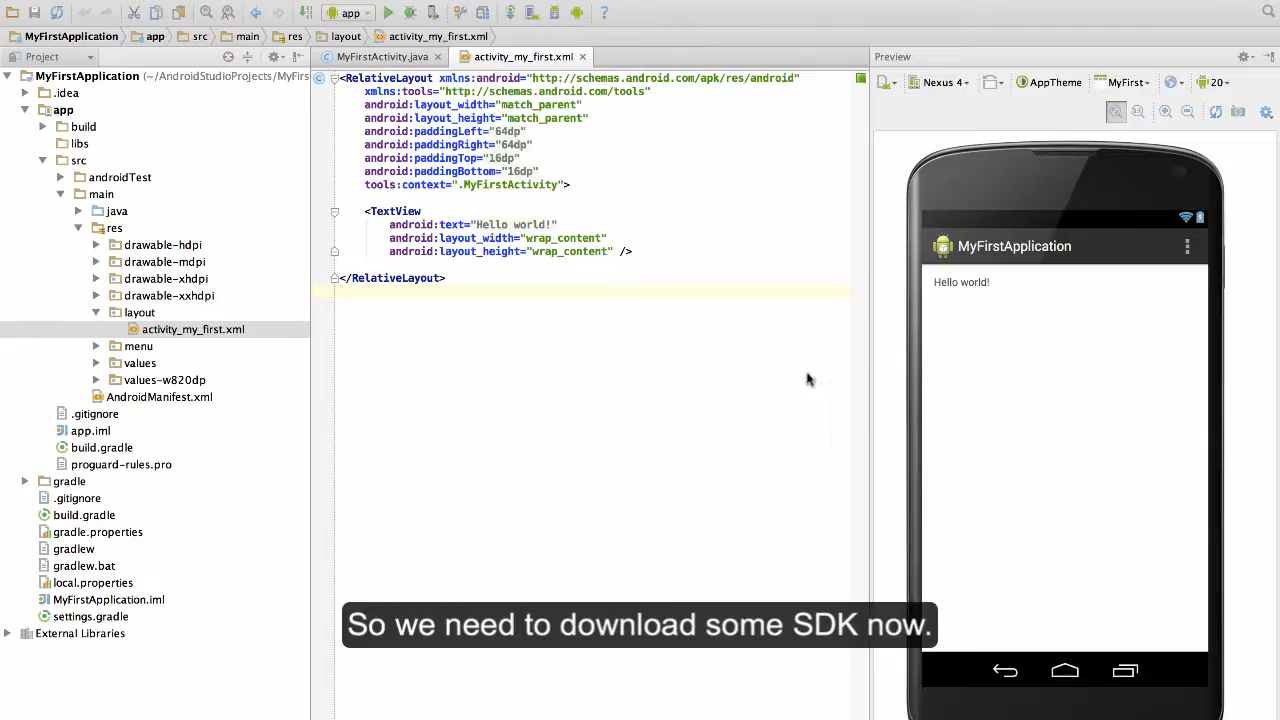 app
MyFirstApplication
app
src
main
res
layout
activity_my_first.xml
Project
MyFirstActivity.java
activity_my_first.xml
Preview
MyFirstApplication (~/AndroidStudioProjects/MyFirs
.idea
app
build
libs
src
androidTest
main
java
res
drawable-hdpi
drawable-mdpi
drawable-xhdpi
drawable-xxhdpi
layout
activity_my_first.xml
menu
values
values-w820dp
AndroidManifest.xml
.gitignore
app.iml
build.gradle
proguard-rules.pro
gradle
.gitignore
build.gradle
gradle.properties
gradlew
gradlew.bat
local.properties
MyFirstApplication.iml
settings.gradle
External Libraries
<RelativeLayout xmlns:android="http://schemas.android.com/apk/res/android"
xmlns:tools="http://schemas.android.com/tools"
android:layout_width="match_parent"
android:layout_height="match_parent"
android:paddingLeft="64dp"
android:paddingRight="64dp"
android:paddingTop="16dp"
android:paddingBottom="16dp"
tools:context=".MyFirstActivity">
<TextView
android:text="Hello world!"
android:layout_width="wrap_content"
android:layout_height="wrap_content" />
</RelativeLayout>
Nexus 4
AppTheme
MyFirst
20
MyFirstApplication
Hello world!
So we need to download some SDK now.